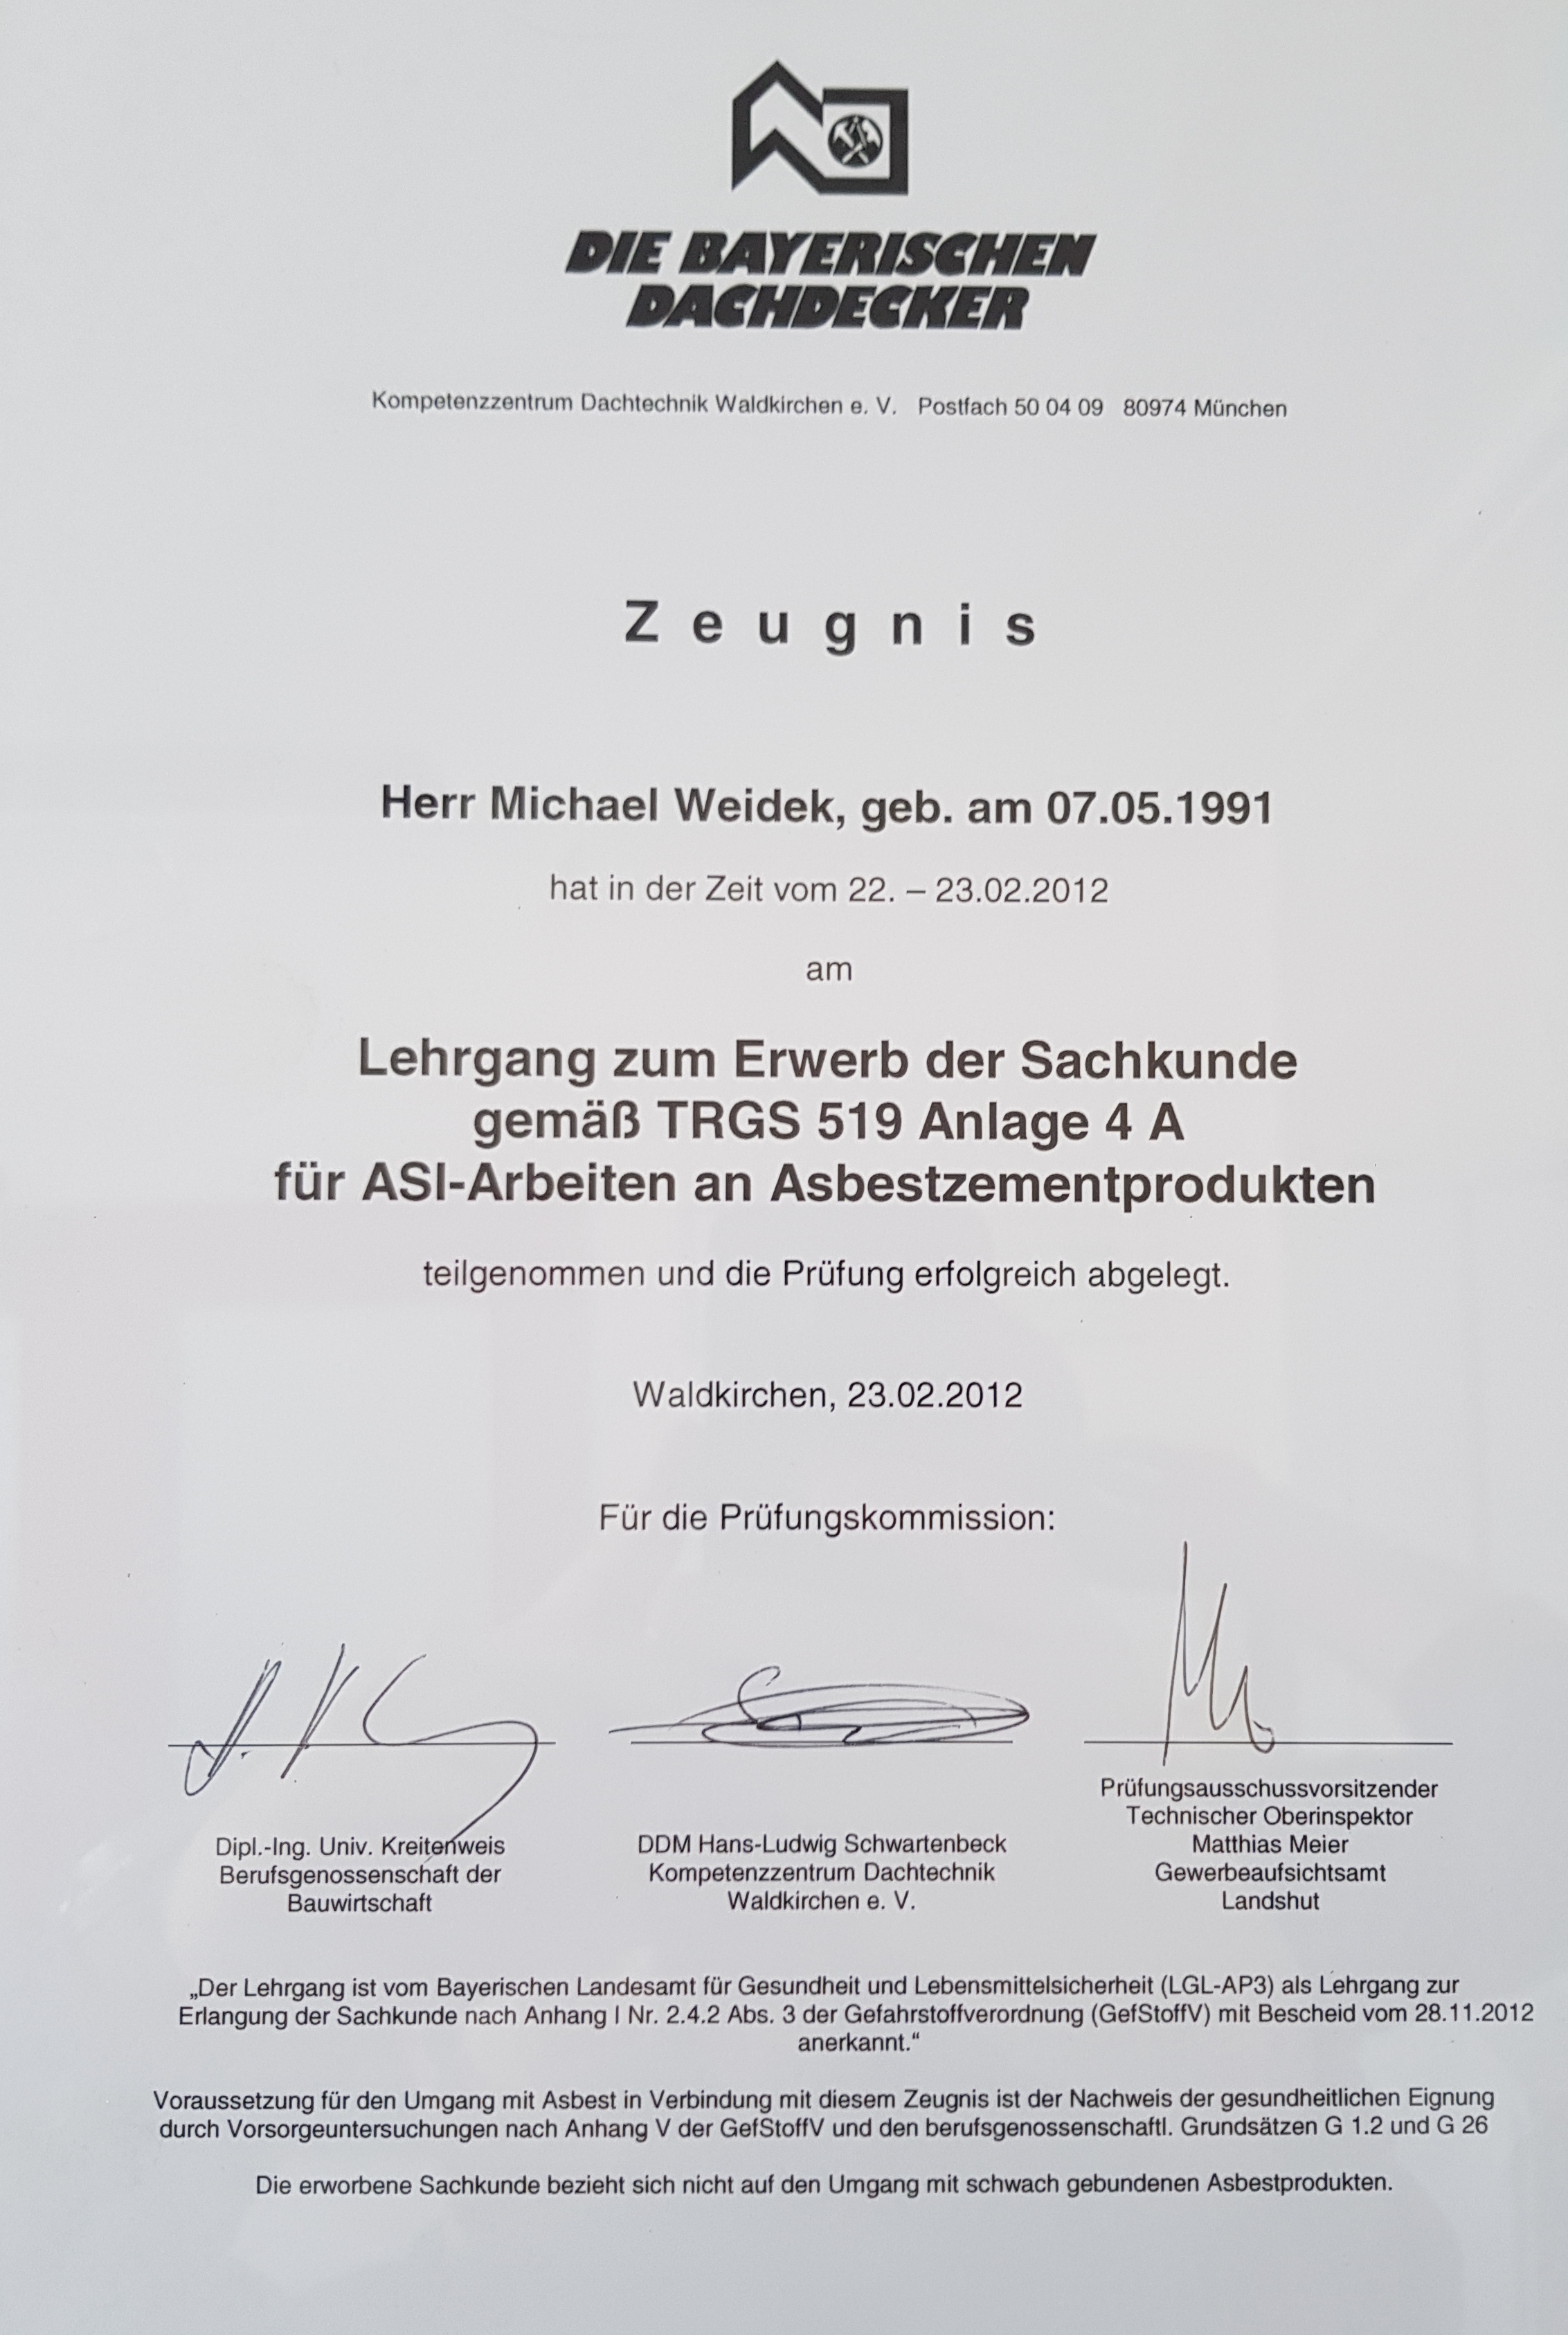 DIE BAYERISCHEN
DACHDECKER
Kompetenzzentrum Dachtechnik Waldkirchen e. V. Postfach 50 04 09 80974 München
Zeugnis
Herr Michael Weidek, geb. am 07.05.1991
hat in der Zeit vom 22. – 23.02.2012
am
Lehrgang zum Erwerb der Sachkunde
gemäß TRGS 519 Anlage 4 A
für ASI-Arbeiten an Asbestzementprodukten
teilgenommen und die Prüfung erfolgreich abgelegt.
Waldkirchen, 23.02.2012
Für die Prüfungskommission:
Dipl.-Ing. Univ. Kreitenweis
Berufsgenossenschaft der
Bauwirtschaft
DDM Hans-Ludwig Schwartenbeck
Kompetenzzentrum Dachtechnik
Waldkirchen e. V.
Prüfungsausschussvorsitzender
Technischer Oberinspektor
Matthias Meier
Gewerbeaufsichtsamt
Landshut
„Der Lehrgang ist vom Bayerischen Landesamt für Gesundheit und Lebensmittelsicherheit (LGL-AP3) als Lehrgang zur
Erlangung der Sachkunde nach Anhang I Nr. 2.4.2 Abs. 3 der Gefahrstoffverordnung (GefStoffV) mit Bescheid vom 28.11.2012
anerkannt.“
Voraussetzung für den Umgang mit Asbest in Verbindung mit diesem Zeugnis ist der Nachweis der gesundheitlichen Eignung
durch Vorsorgeuntersuchungen nach Anhang V der GefStoffV und den berufsgenossenschaftl. Grundsätzen G 1.2 und G 26
Die erworbene Sachkunde bezieht sich nicht auf den Umgang mit schwach gebundenen Asbestprodukten.